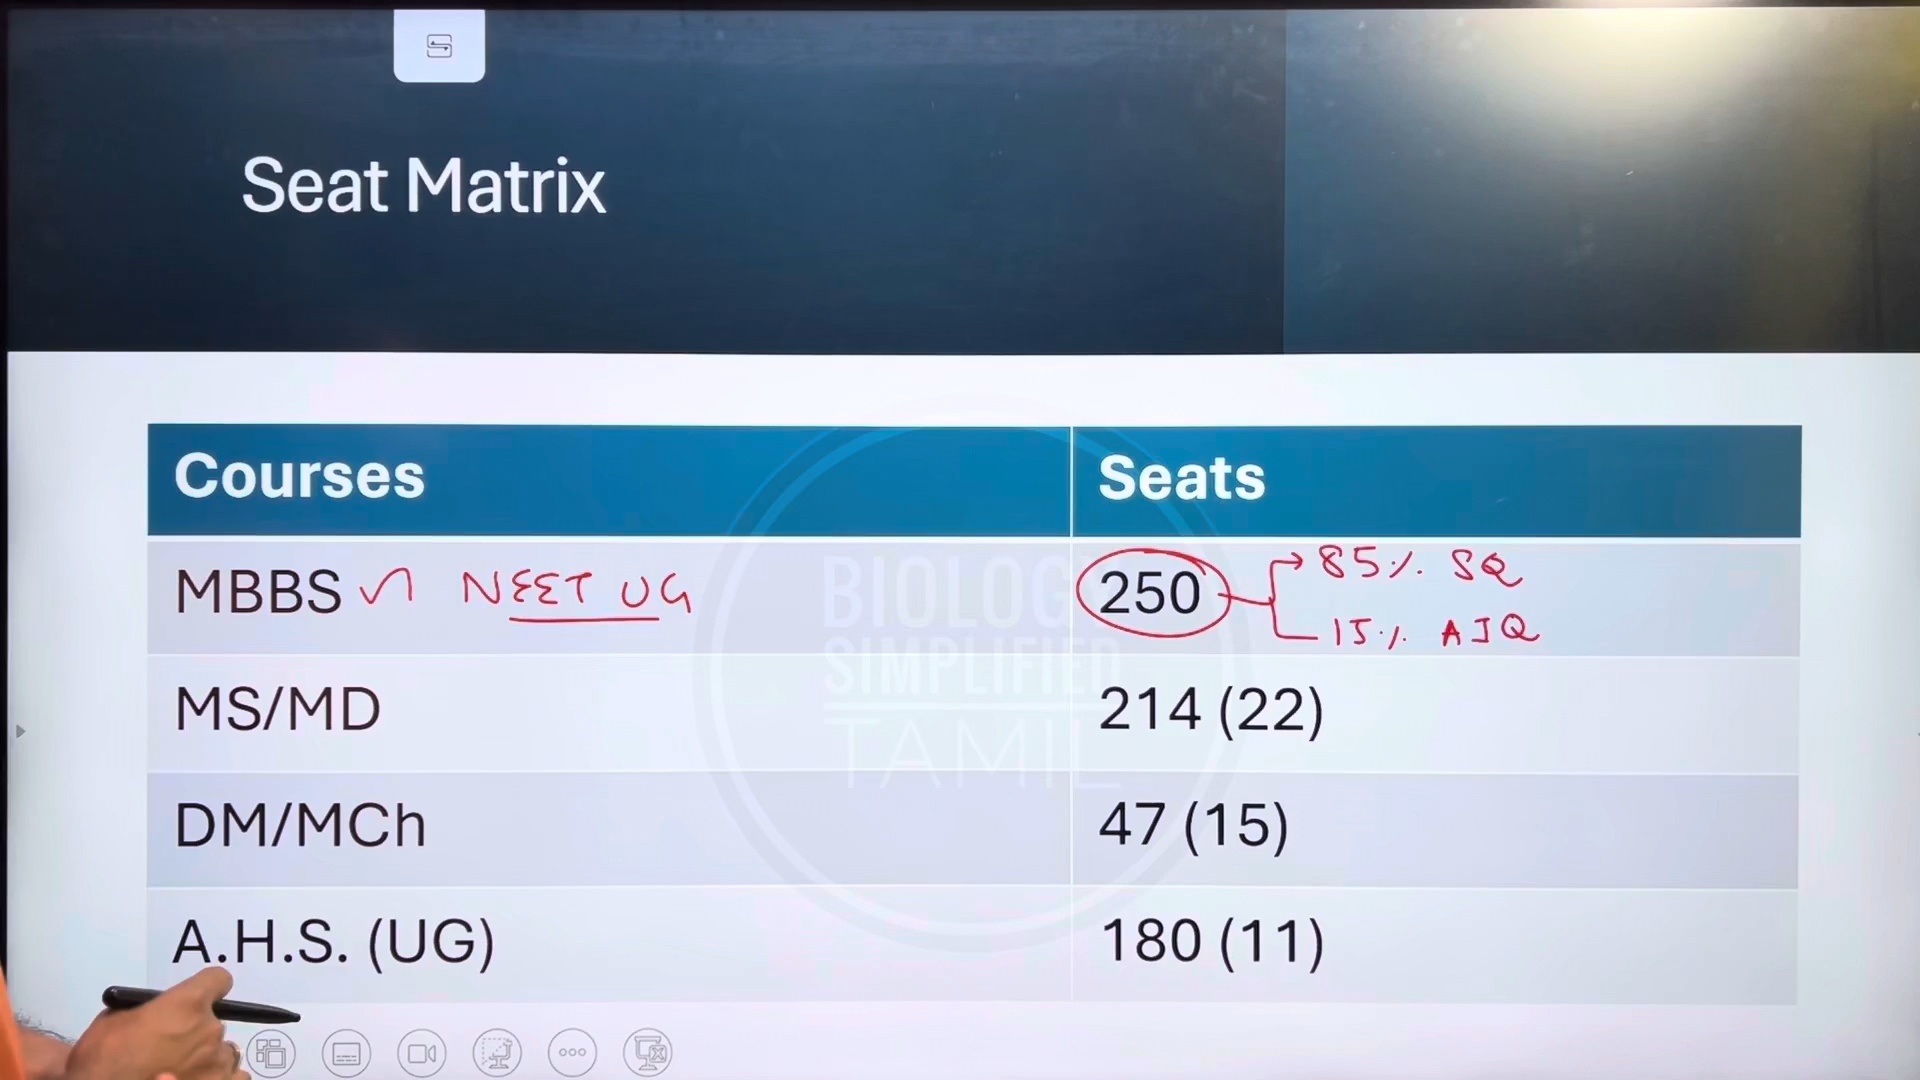 Seat Matrix
Courses Seats
MBBS NEET UG 250 85% SQ
15% AIQ
MS/MD 214 (22)
DM/MCh 47 (15)
A.H.S. (UG) 180 (11)
BIOLOGY
SIMPLIFIED
TAMIL